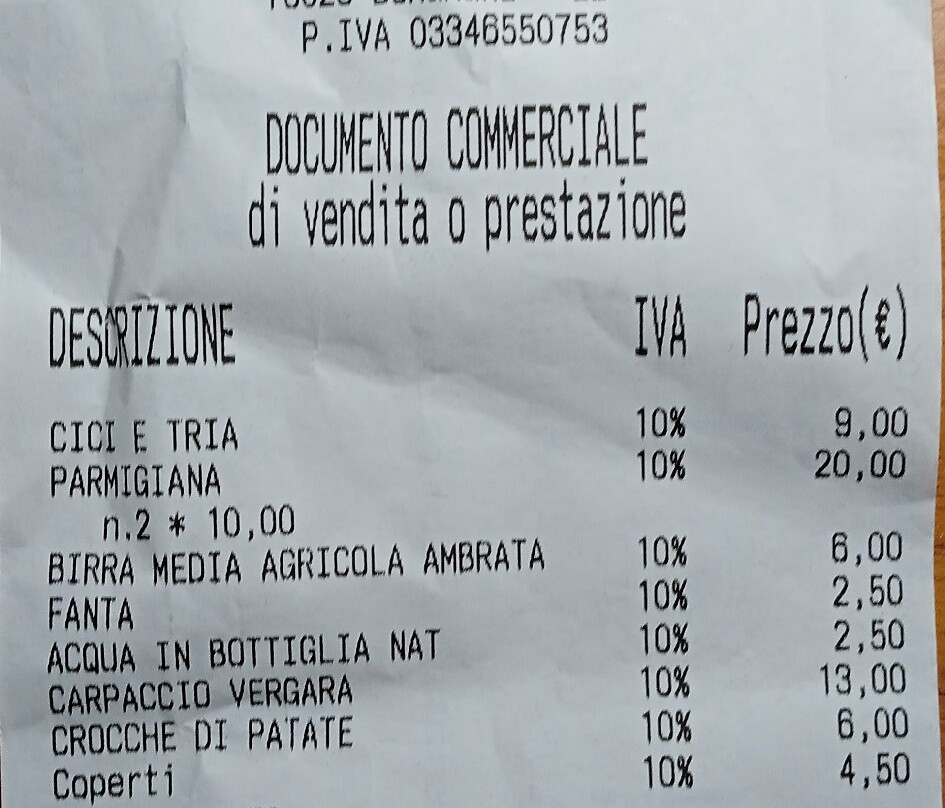 P.IVA 03346550753
DOCUMENTO COMMERCIALE
di vendita o prestazione
DESCRIZIONE IVA Prezzo(€)
CICI E TRIA 10% 9,00
PARMIGIANA 10% 20,00
n.2 * 10,00
BIRRA MEDIA AGRICOLA AMBRATA 10% 6,00
FANTA 10% 2,50
ACQUA IN BOTTIGLIA NAT 10% 2,50
CARPACCIO VERGARA 10% 13,00
CROCCHE DI PATATE 10% 6,00
Coperti 10% 4,50